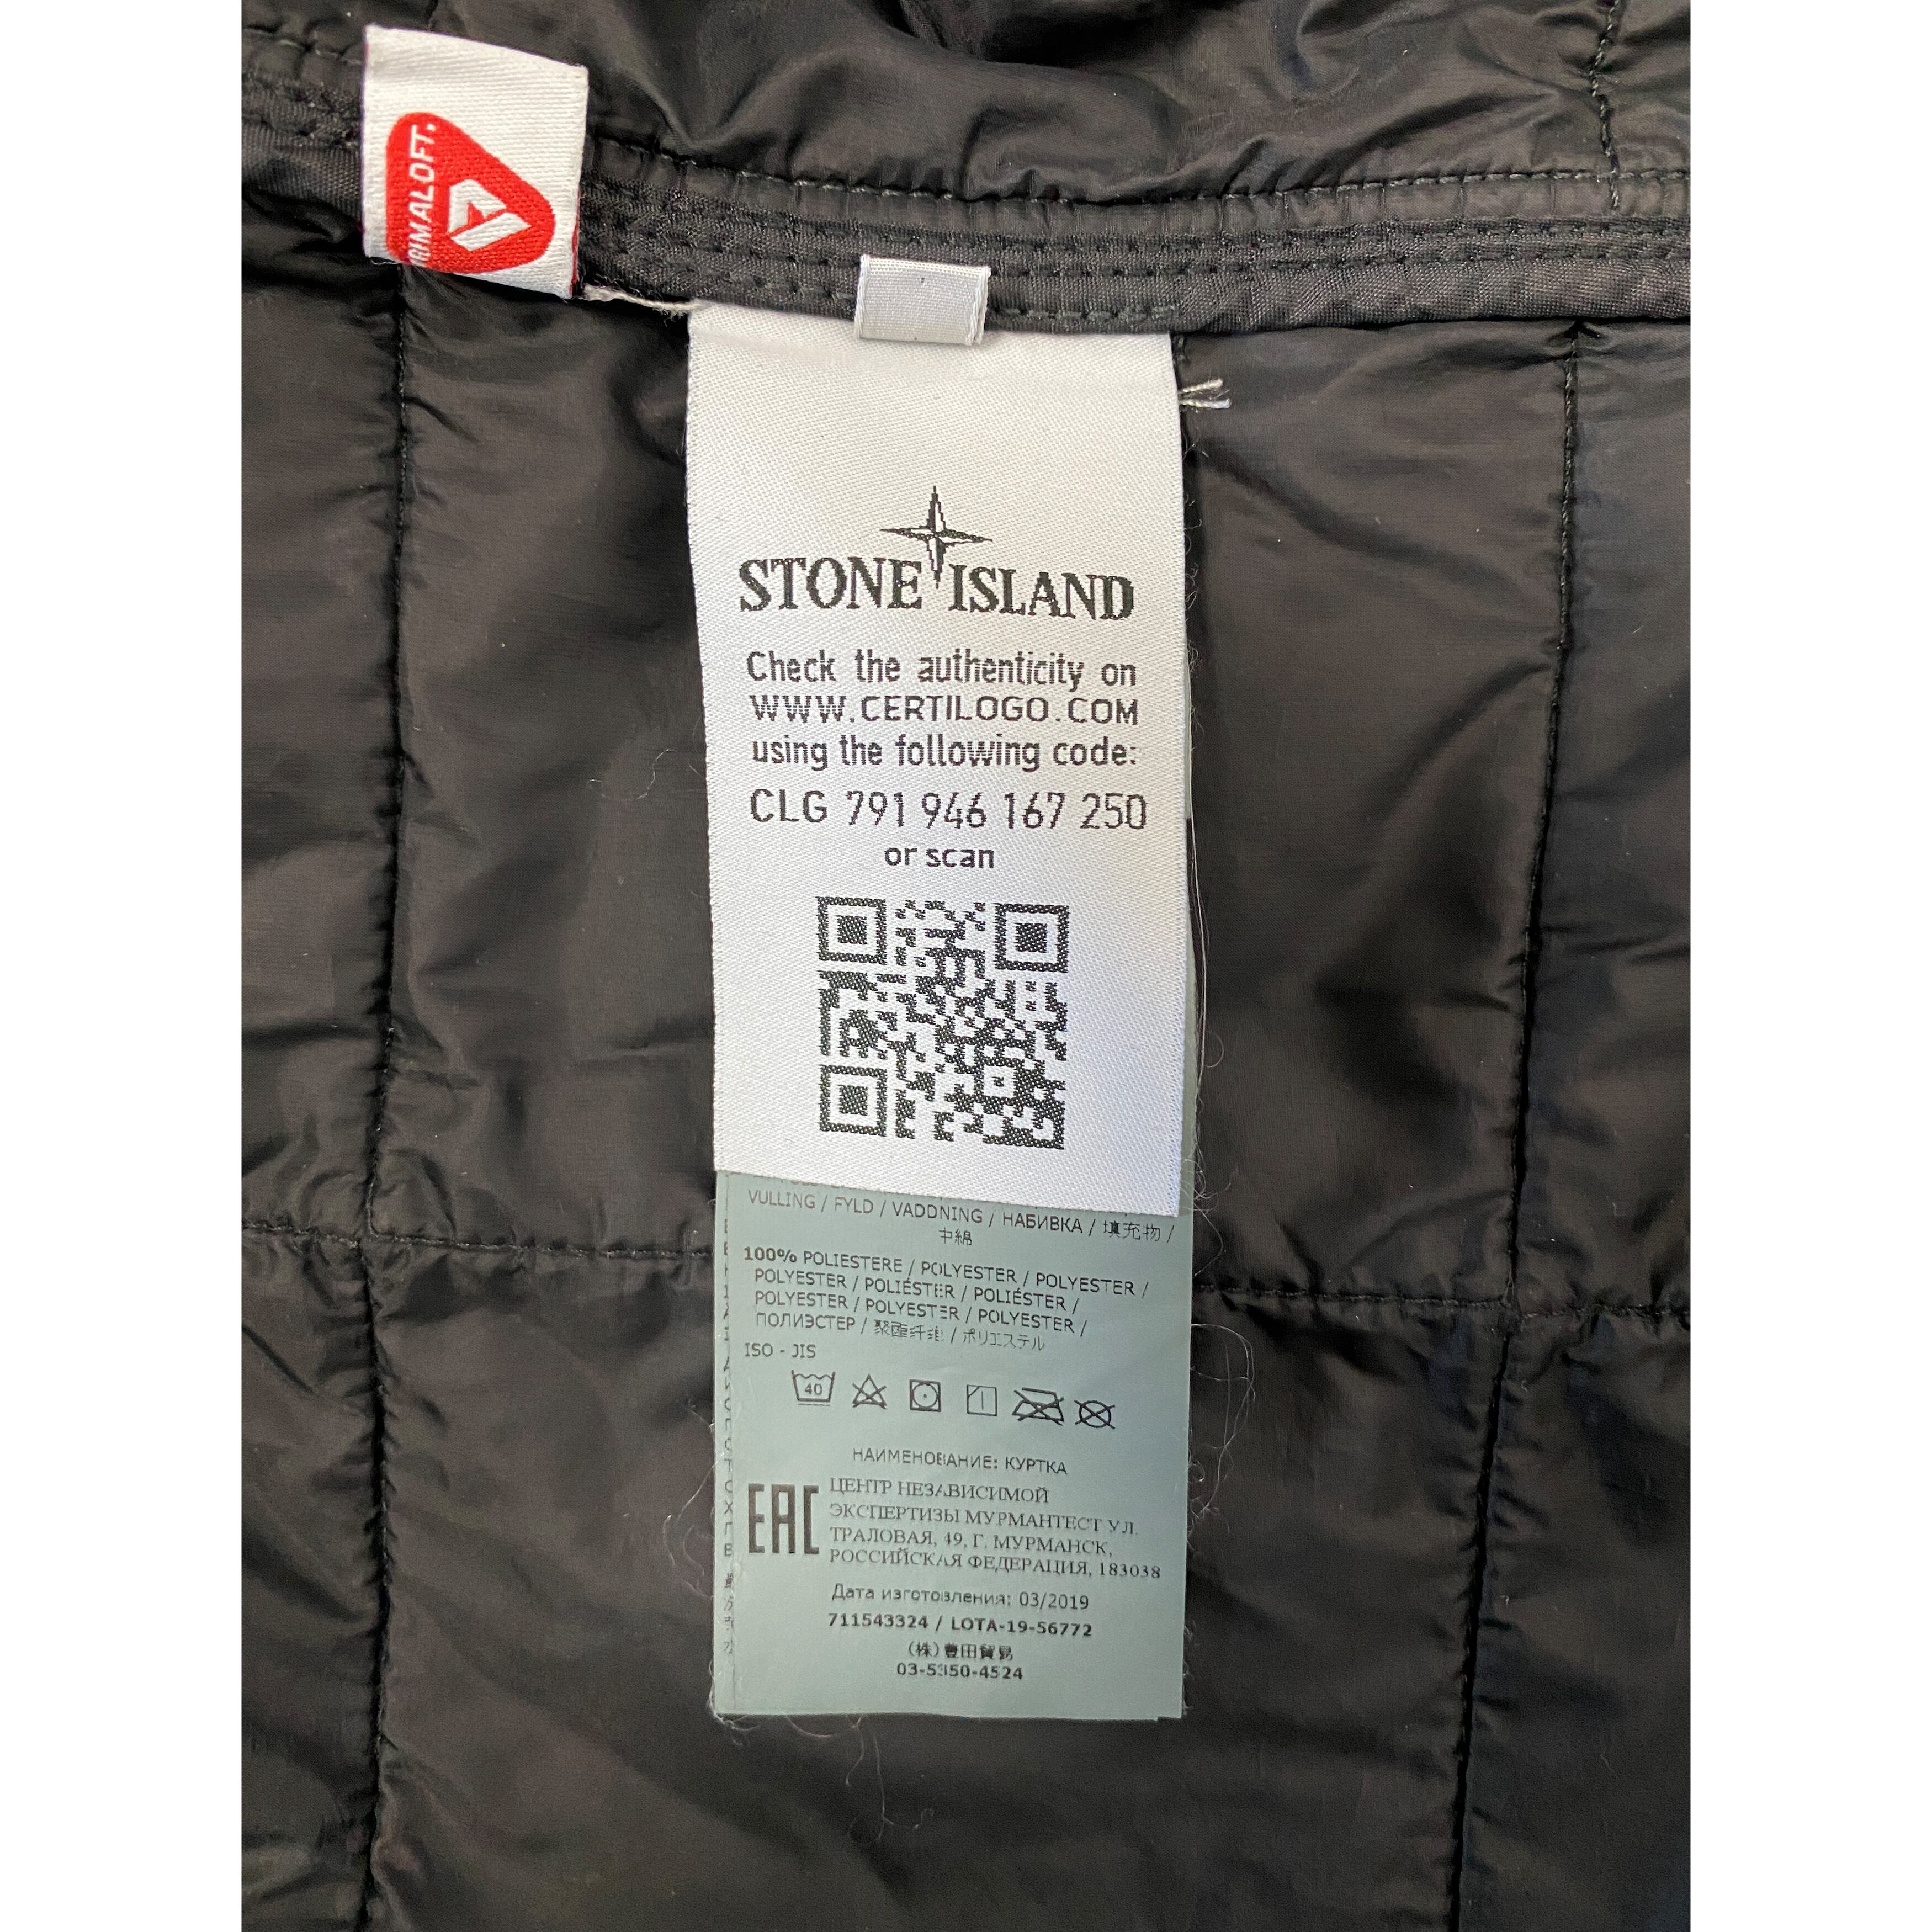 PRIMALOFT.
STONE ISLAND
Check the authenticity on
WWW.CERTILOGO.COM
using the following code:
CLG 791 946 167 250
or scan
VULLING / FYLD / VADDNING / НАБИВКА / 填充物 /
中綿
100% POLIESTERE / POLYESTER / POLYESTER /
POLYESTER / POLIÉSTER / POLIÉSTER /
POLYESTER / POLYESTER / POLYESTER /
ПОЛИЭСТЕР / 聚酯纤维 / ポリエステル
ISO - JIS
40
НАИМЕНОВАНИЕ: КУРТКА
EAC
ЦЕНТР НЕЗАВИСИМОЙ
ЭКСПЕРТИЗЫ МУРМАНТЕСТ УЛ.
ТРАЛОВАЯ, 49, Г. МУРМАНСК,
РОССИЙСКАЯ ФЕДЕРАЦИЯ, 183038
Дата изготовления: 03/2019
711543324 / LOTA-19-56772
(株)豊田貿易
03-5350-4524